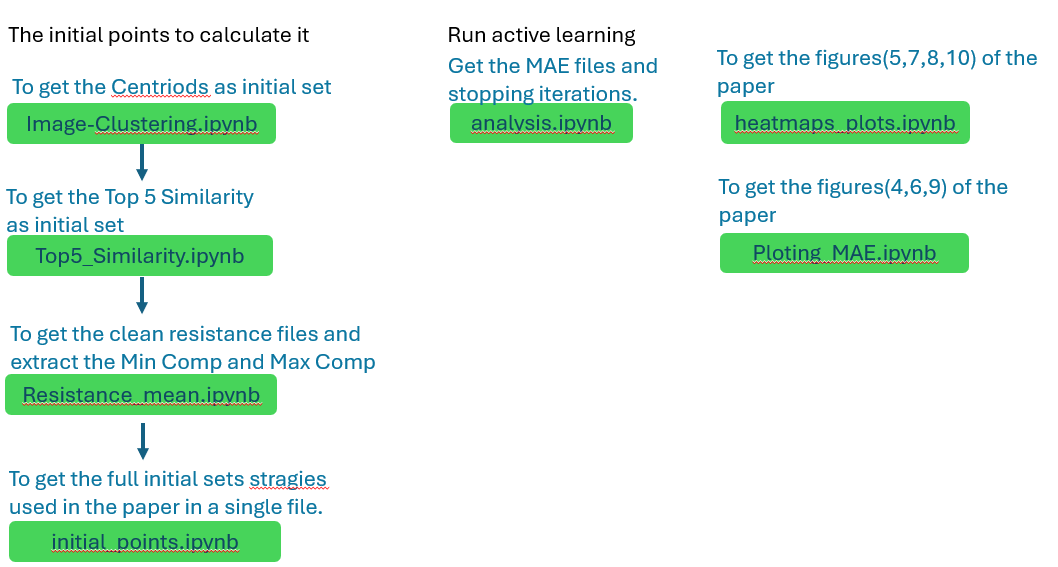 The initial points to calculate it
To get the Centriods as initial set
Image-Clustering.ipynb
To get the Top 5 Similarity
as initial set
Top5_Similarity.ipynb
To get the clean resistance files and
extract the Min Comp and Max Comp
Resistance_mean.ipynb
To get the full initial sets stragies
used in the paper in a single file.
initial_points.ipynb
Run active learning
Get the MAE files and
stopping iterations.
analysis.ipynb
To get the figures(5,7,8,10) of the
paper
heatmaps_plots.ipynb
To get the figures(4,6,9) of the
paper
Ploting_MAE.ipynb